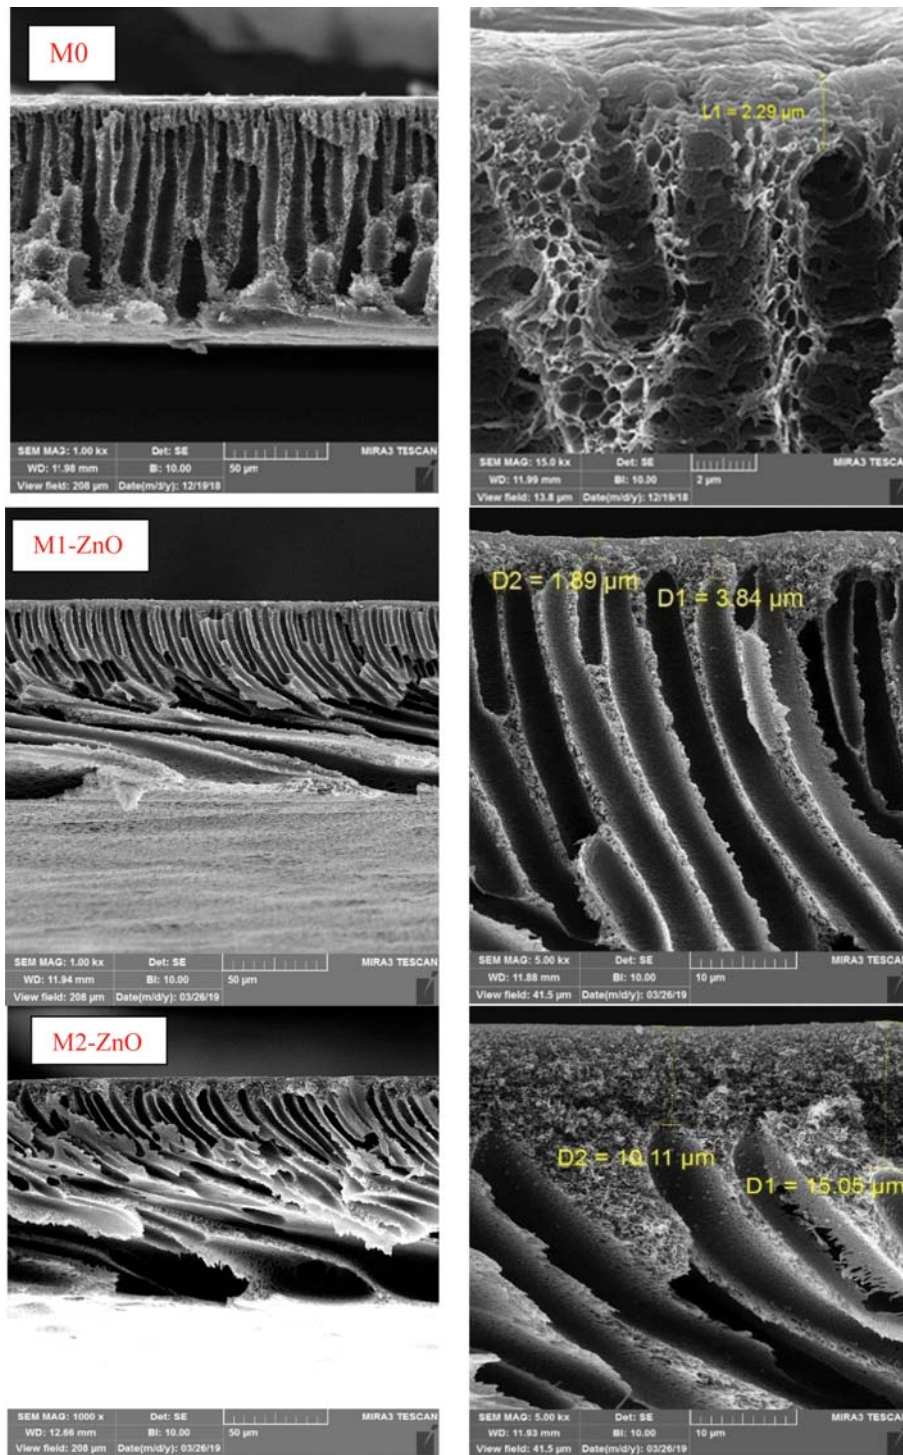 M0
SEM MAG: 1.00 kx Det: SE MIRA3 TESCAN
WD: 11.98 mm BI: 10.00 50 µm
View field: 208 µm Date(m/d/y): 12/19/18
L1 = 2.29 µm
SEM MAG: 15.0 kx Det: SE MIRA3 TESCAN
WD: 11.99 mm BI: 10.00 2 µm
View field: 13.8 µm Date(m/d/y): 12/19/18
M1-ZnO
SEM MAG: 1.00 kx Det: SE MIRA3 TESCAN
WD: 11.94 mm BI: 10.00 50 µm
View field: 208 µm Date(m/d/y): 03/26/19
D2 = 1.89 µm
D1 = 3.84 µm
SEM MAG: 5.00 kx Det: SE MIRA3 TESCAN
WD: 11.88 mm BI: 10.00 10 µm
View field: 41.5 µm Date(m/d/y): 03/26/19
M2-ZnO
SEM MAG: 1000 x Det: SE MIRA3 TESCAN
WD: 12.66 mm BI: 10.00 50 µm
View field: 208 µm Date(m/d/y): 03/26/19
D2 = 10.11 µm
D1 = 15.05 µm
SEM MAG: 5.00 kx Det: SE MIRA3 TESCAN
WD: 11.93 mm BI: 10.00 10 µm
View field: 41.5 µm Date(m/d/y): 03/26/19